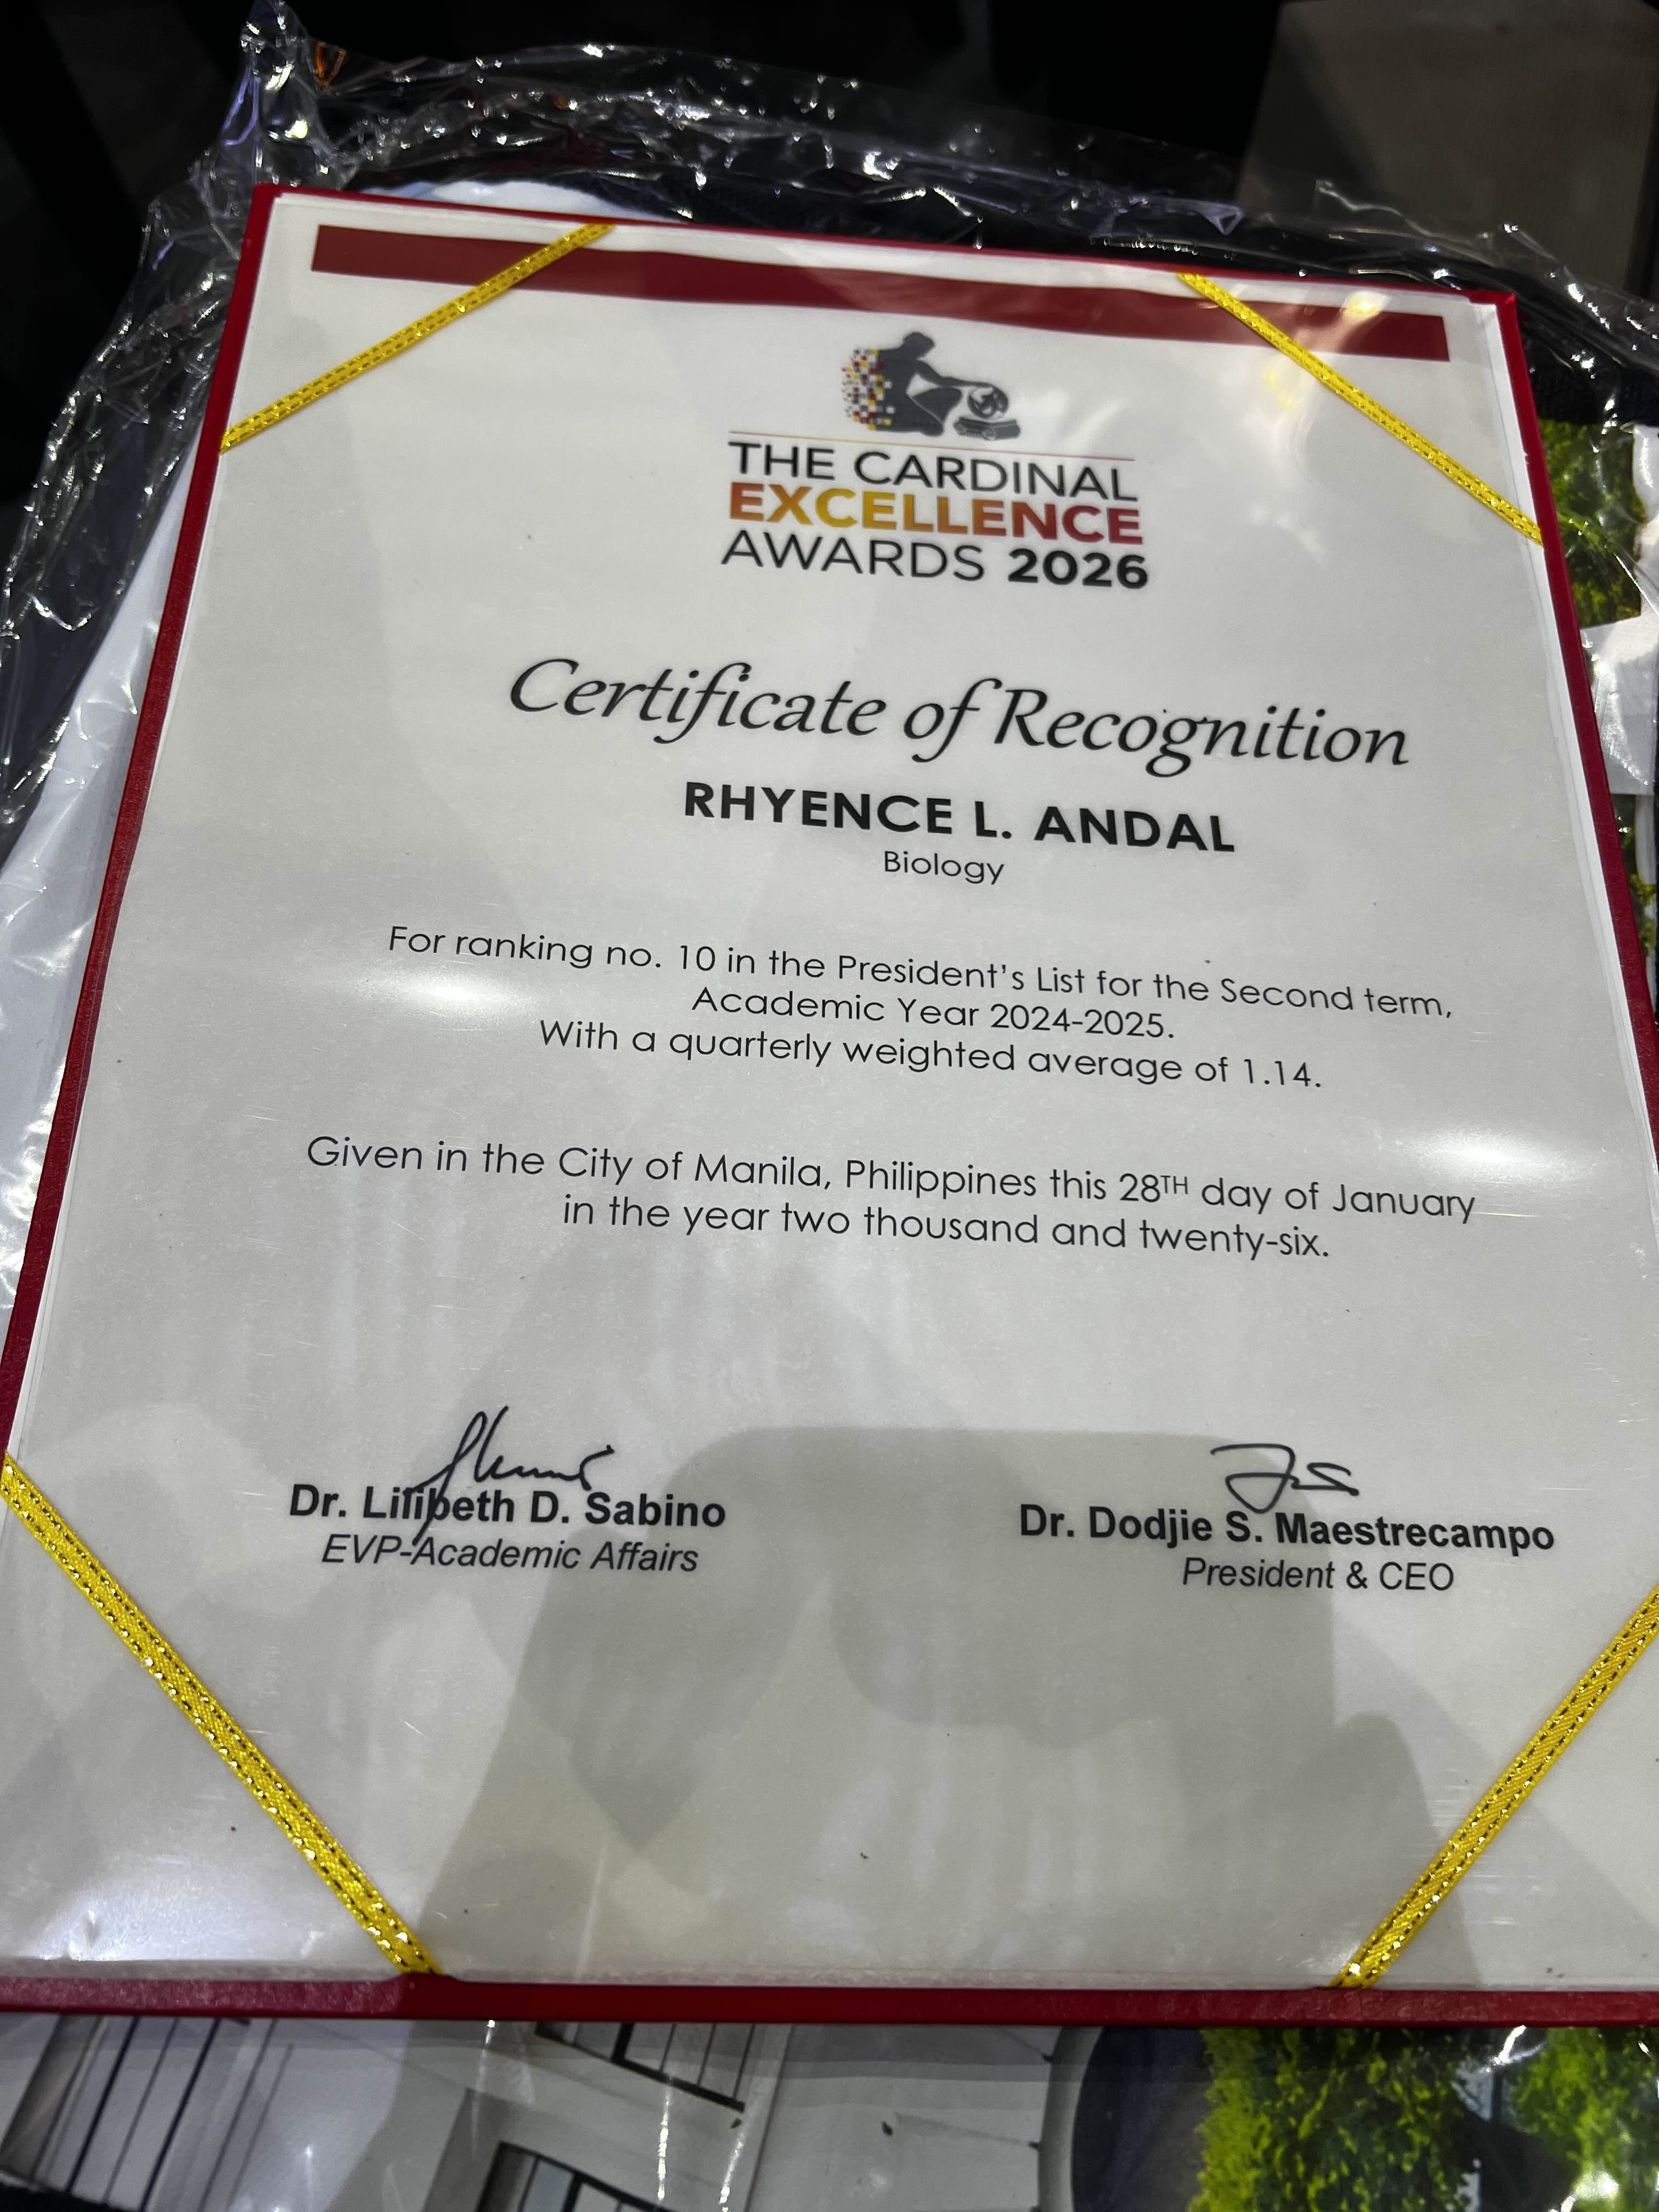 THE CARDINAL
EXCELLENCE
AWARDS 2026
Certificate of Recognition
RHYENCE L. ANDAL
Biology
For ranking no. 10 in the President's List for the Second term,
Academic Year 2024-2025.
With a quarterly weighted average of 1.14.
Given in the City of Manila, Philippines this 28TH day of January
in the year two thousand and twenty-six.
Dr. Lilibeth D. Sabino
EVP-Academic Affairs
Dr. Dodjie S. Maestrecampo
President & CEO